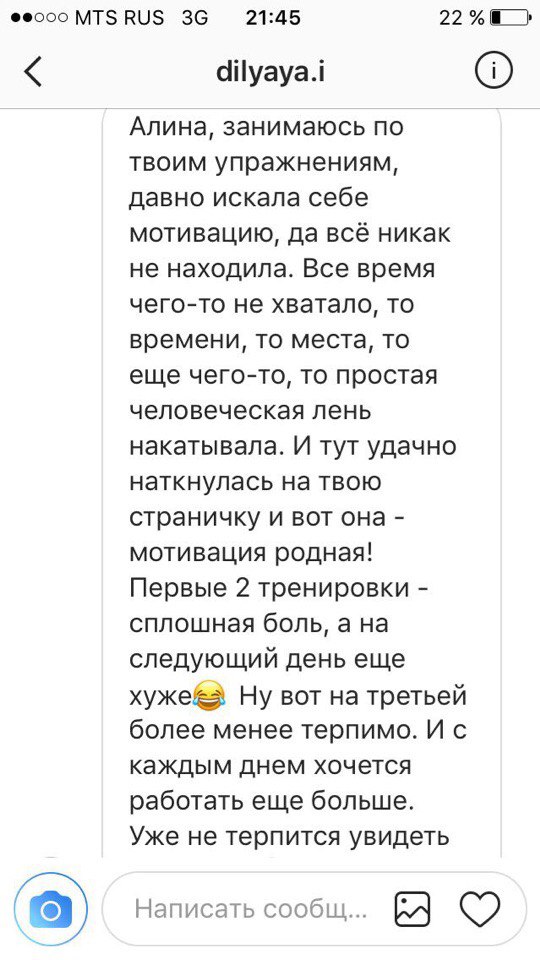 MTS RUS 3G 21:45 22 %
dilyaya.i
Алина, занимаюсь по
твоим упражнениям,
давно искала себе
мотивацию, да всё никак
не находила. Все время
чего-то не хватало, то
времени, то места, то
еще чего-то, то простая
человеческая лень
накатывала. И тут удачно
наткнулась на твою
страничку и вот она -
мотивация родная!
Первые 2 тренировки -
сплошная боль, а на
следующий день еще
хуже😂 Ну вот на третьей
более менее терпимо. И с
каждым днем хочется
работать еще больше.
Уже не терпится увидеть
Написать сообщ...